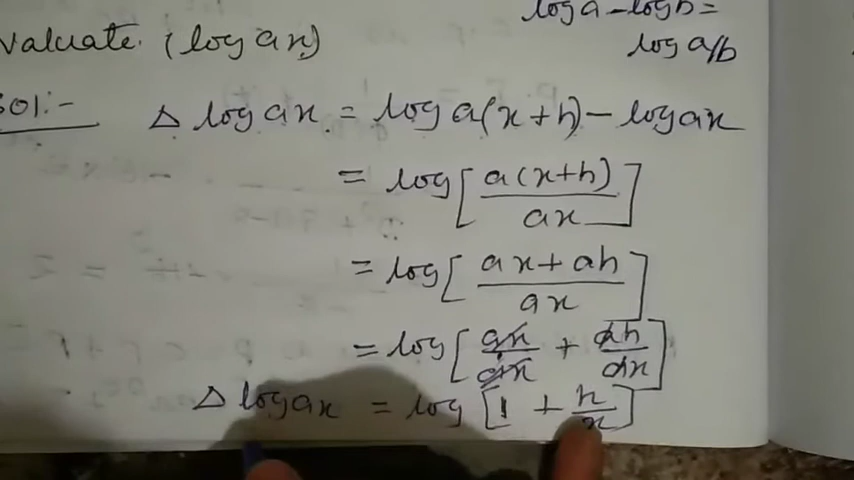 log a - log b =
log a/b
valuate. (log ax)
Sol:-
Δ log ax = log a(x+h) - log ax
= log [a(x+h)/ax]
= log [ax+ah/ax]
= log [ax/ax + ah/ax]
Δ log ax = log [1 + h/x]